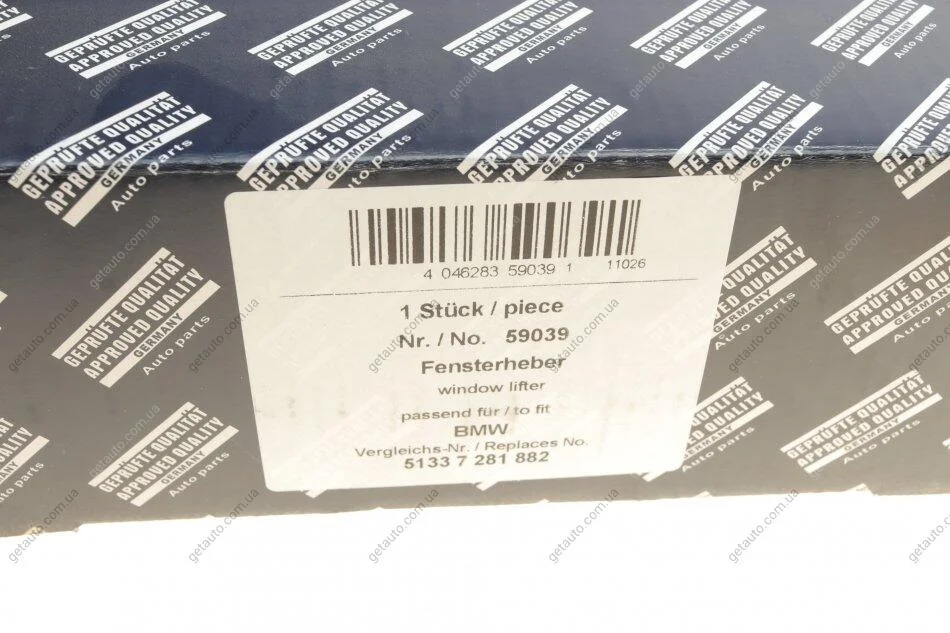 GEPRÜFTE QUALITÄT
APPROVED QUALITY
GERMANY
Auto parts
4 046283 59039 1 11026
1 Stück / piece
Nr. / No. 59039
Fensterheber
window lifter
passend für / to fit
BMW
Vergleichs-Nr. / Replaces No.
5133 7 281 882
getauto.com.ua